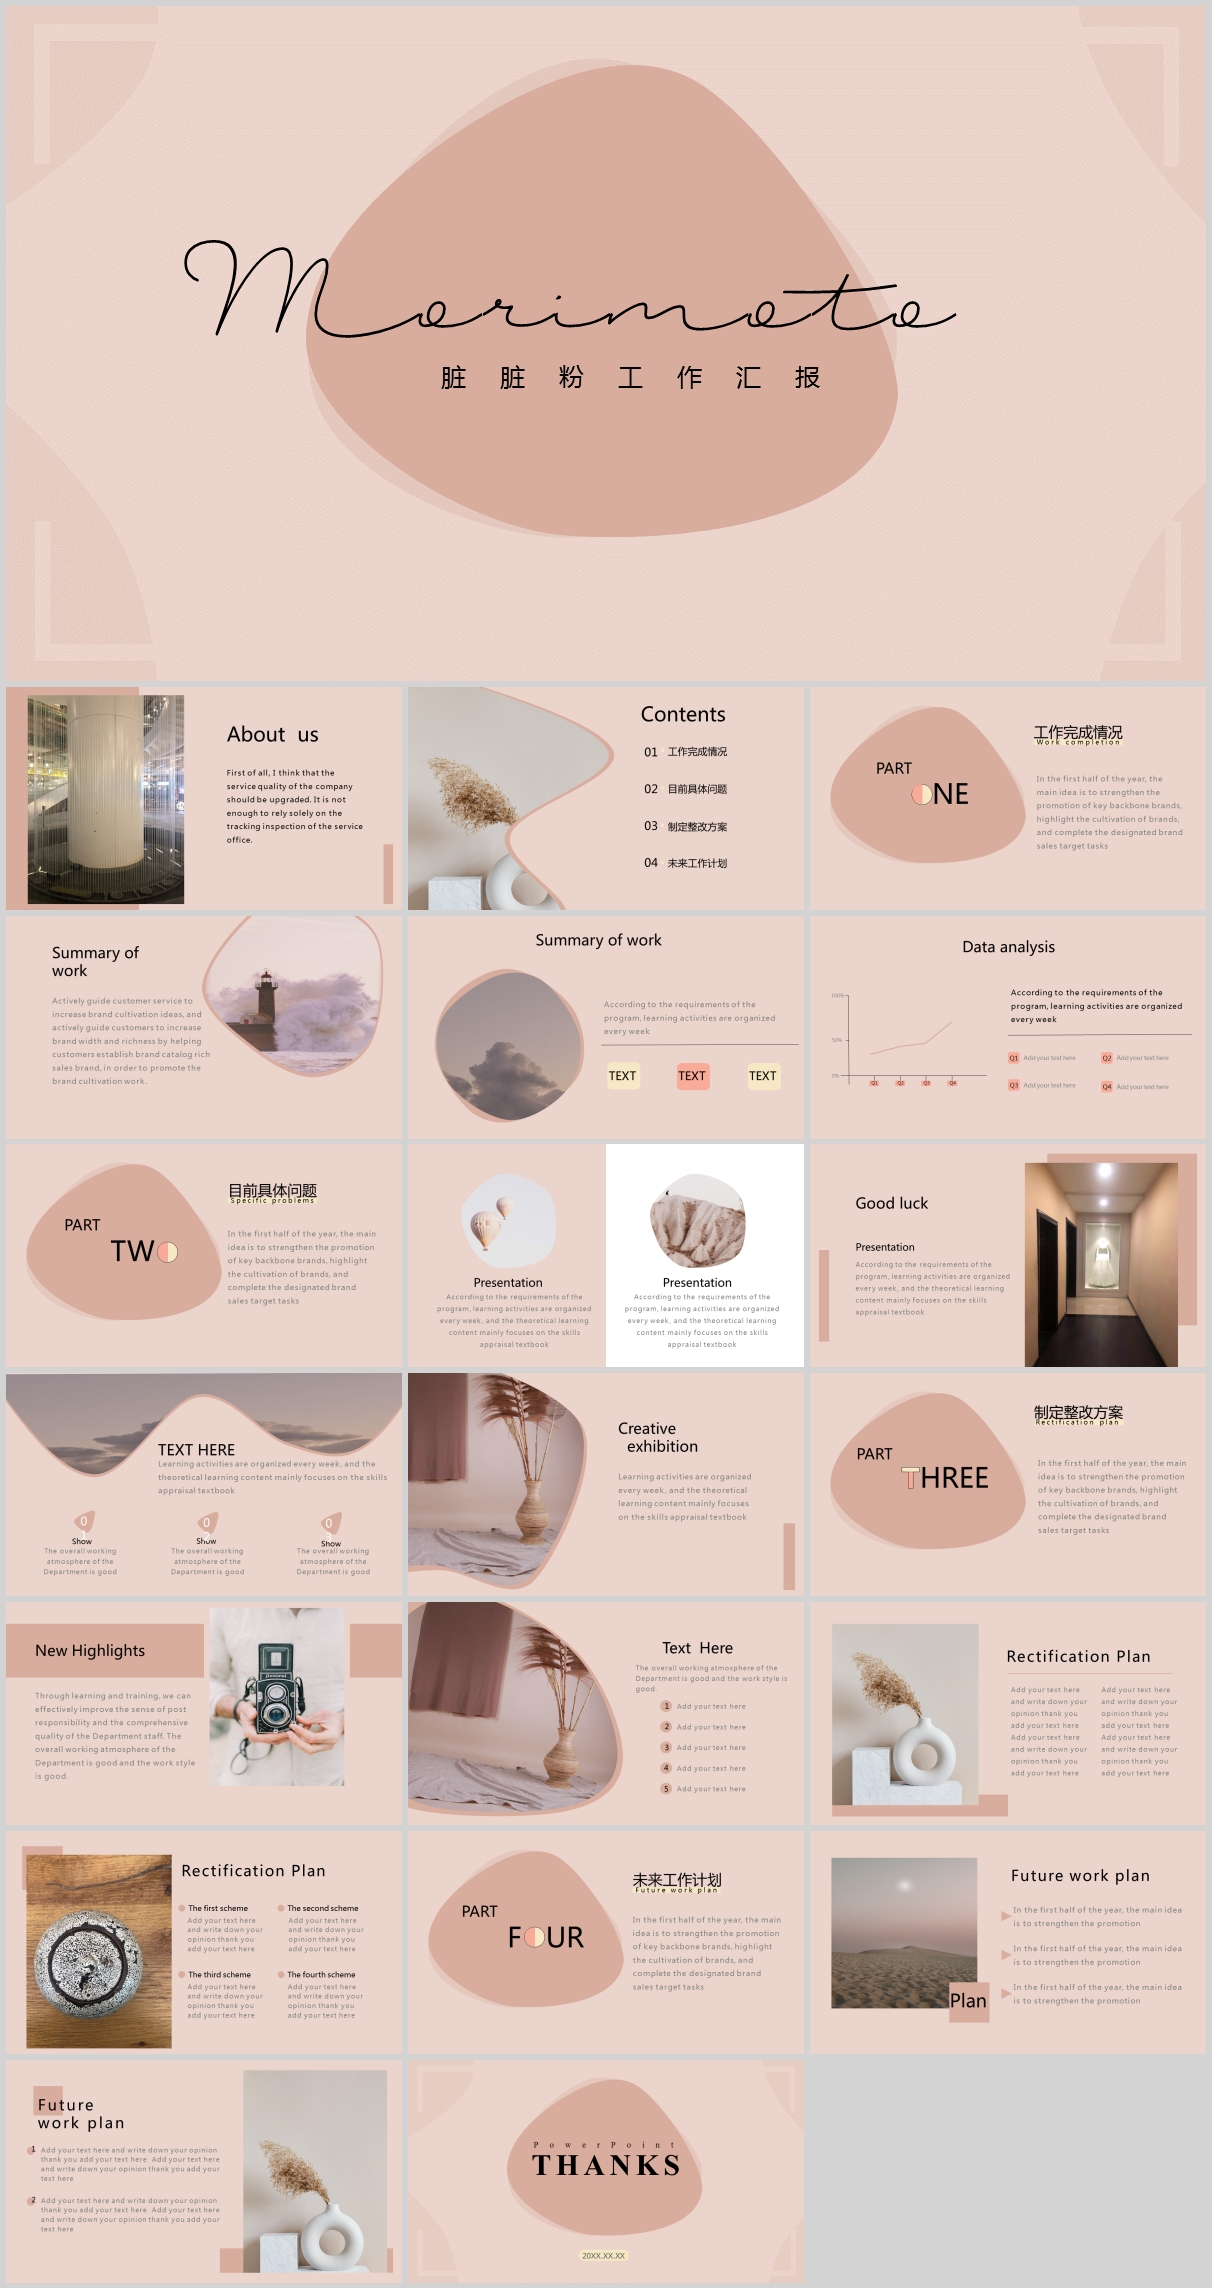 Morimoto
脏脏粉工作汇报
About us
First of all, I think that the
service quality of the company
should be upgraded. It is not
enough to rely solely on the
tracking inspection of the service
office.
Contents
01 工作完成情况
02 目前具体问题
03 制定整改方案
04 未来工作计划
PART
ONE
工作完成情况
Work completion
In the first half of the year, the
main idea is to strengthen the
promotion of key backbone brands,
highlight the cultivation of brands,
and complete the designated brand
sales target tasks
Summary of
work
Actively guide customer service to
increase brand cultivation ideas, and
actively guide customers to increase
brand width and richness by helping
customers establish brand catalog rich
sales brand, in order to promote the
brand cultivation work.
Summary of work
According to the requirements of the
program, learning activities are organized
every week
TEXT TEXT TEXT
Data analysis
100%
50%
0%
Q1 Q2 Q3 Q4
According to the requirements of the
program, learning activities are organized
every week
Q1 Add your text here Q2 Add your text here
Q3 Add your text here Q4 Add your text here
PART
TWO
目前具体问题
Specific problems
In the first half of the year, the main
idea is to strengthen the promotion
of key backbone brands, highlight
the cultivation of brands, and
complete the designated brand
sales target tasks
Presentation
According to the requirements of the
program, learning activities are organized
every week, and the theoretical learning
content mainly focuses on the skills
appraisal textbook
Presentation
According to the requirements of the
program, learning activities are organized
every week, and the theoretical learning
content mainly focuses on the skills
appraisal textbook
Good luck
Presentation
According to the requirements of the
program, learning activities are organized
every week, and the theoretical learning
content mainly focuses on the skills
appraisal textbook
TEXT HERE
Learning activities are organized every week, and the
theoretical learning content mainly focuses on the skills
appraisal textbook
01
Show
The overall working
atmosphere of the
Department is good
02
Show
The overall working
atmosphere of the
Department is good
03
Show
The overall working
atmosphere of the
Department is good
Creative
exhibition
Learning activities are organized
every week, and the theoretical
learning content mainly focuses
on the skills appraisal textbook
PART
THREE
制定整改方案
Rectification plan
In the first half of the year, the main
idea is to strengthen the promotion
of key backbone brands, highlight
the cultivation of brands, and
complete the designated brand
sales target tasks
New Highlights
Through learning and training, we can
effectively improve the sense of post
responsibility and the comprehensive
quality of the Department staff. The
overall working atmosphere of the
Department is good and the work style
is good.
Text Here
The overall working atmosphere of the
Department is good and the work style is
good.
1 Add your text here
2 Add your text here
3 Add your text here
4 Add your text here
5 Add your text here
Rectification Plan
Add your text here
and write down your
opinion thank you
add your text here
Add your text here
and write down your
opinion thank you
add your text here
Add your text here
and write down your
opinion thank you
add your text here
Add your text here
and write down your
opinion thank you
add your text here
Rectification Plan
The first scheme
Add your text here
and write down your
opinion thank you
add your text here
The second scheme
Add your text here
and write down your
opinion thank you
add your text here
The third scheme
Add your text here
and write down your
opinion thank you
add your text here
The fourth scheme
Add your text here
and write down your
opinion thank you
add your text here
PART
FOUR
未来工作计划
Future work plan
In the first half of the year, the main
idea is to strengthen the promotion
of key backbone brands, highlight
the cultivation of brands, and
complete the designated brand
sales target tasks
Future work plan
In the first half of the year, the main idea
is to strengthen the promotion
In the first half of the year, the main idea
is to strengthen the promotion
In the first half of the year, the main idea
is to strengthen the promotion
Plan
Future
work plan
1 Add your text here and write down your opinion
thank you add your text here Add your text here
and write down your opinion thank you add your
text here
2 Add your text here and write down your opinion
thank you add your text here Add your text here
and write down your opinion thank you add your
text here
PowerPoint
THANKS
20XX.XX.XX